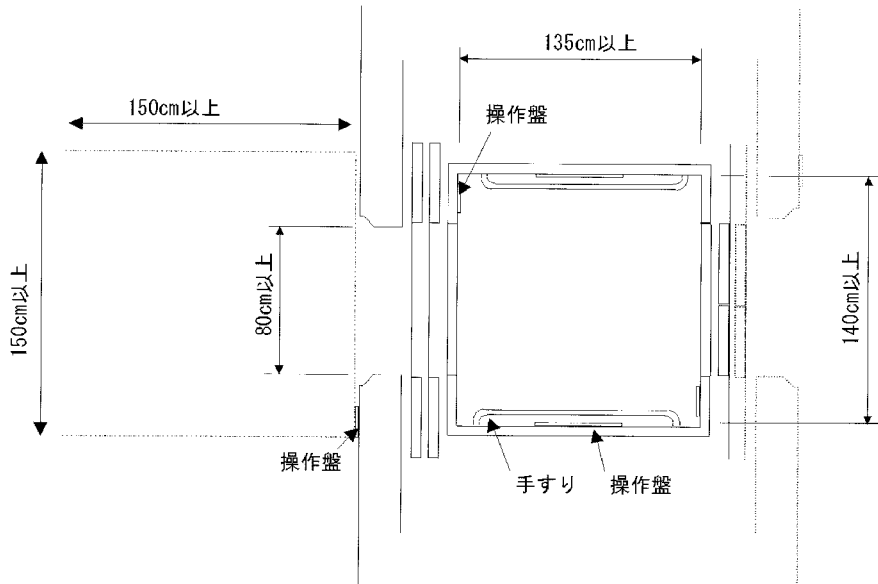 135cm以上
150cm以上
操作盤
150cm以上
80cm以上
140cm以上
操作盤
手すり
操作盤